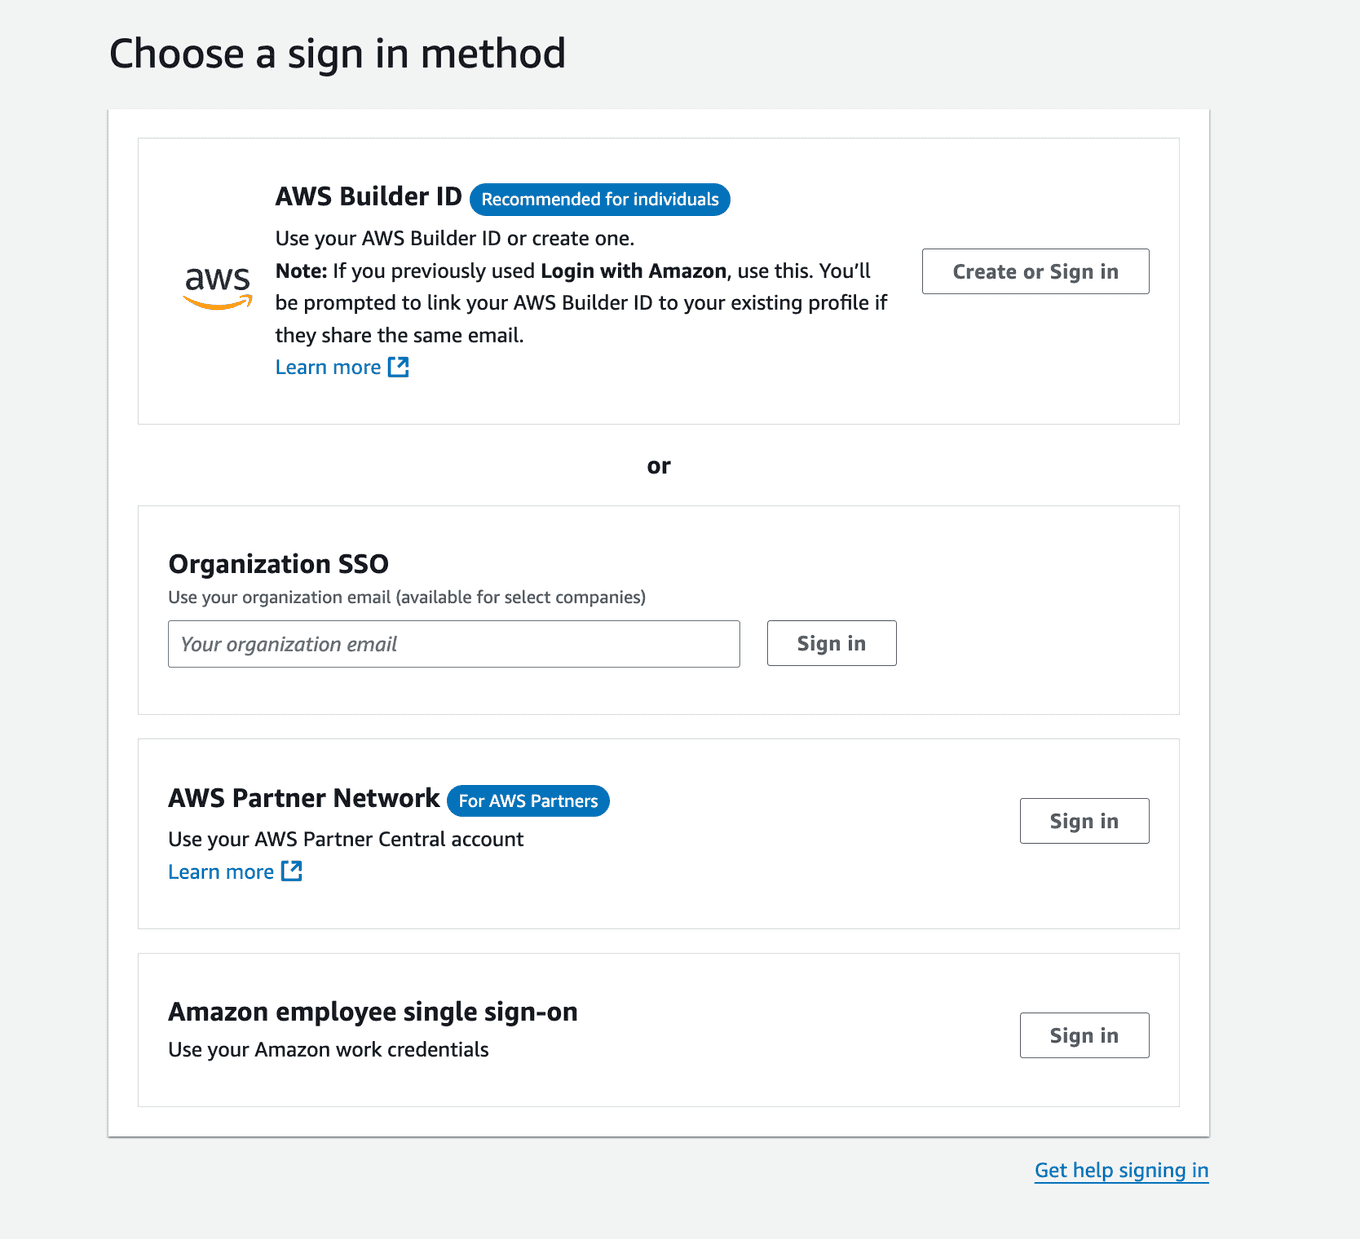 Choose a sign in method
AWS Builder ID Recommended for individuals
Use your AWS Builder ID or create one.
Note: If you previously used Login with Amazon, use this. You’ll
be prompted to link your AWS Builder ID to your existing profile if
they share the same email.
Learn more
aws
Create or Sign in
or
Organization SSO
Use your organization email (available for select companies)
Your organization email
Sign in
AWS Partner Network For AWS Partners
Use your AWS Partner Central account
Learn more
Sign in
Amazon employee single sign-on
Use your Amazon work credentials
Sign in
Get help signing in